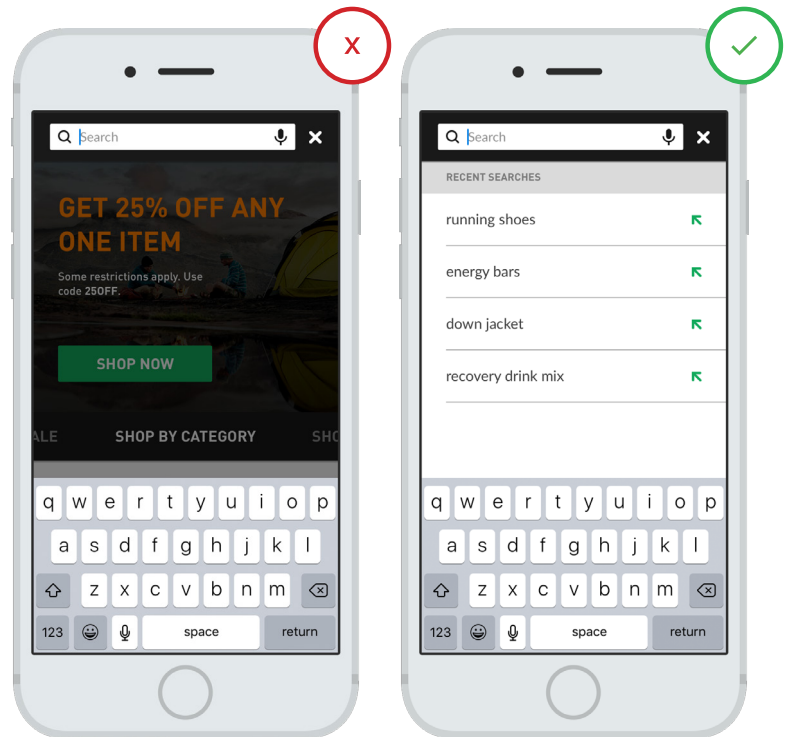 X
Search
GET 25% OFF ANY
ONE ITEM
Some restrictions apply. Use
code 25OFF.
SHOP NOW
ALE SHOP BY CATEGORY SHO
q w e r t y u i o p
a s d f g h j k l
z x c v b n m
123 space return
Search
RECENT SEARCHES
running shoes
energy bars
down jacket
recovery drink mix
q w e r t y u i o p
a s d f g h j k l
z x c v b n m
123 space return